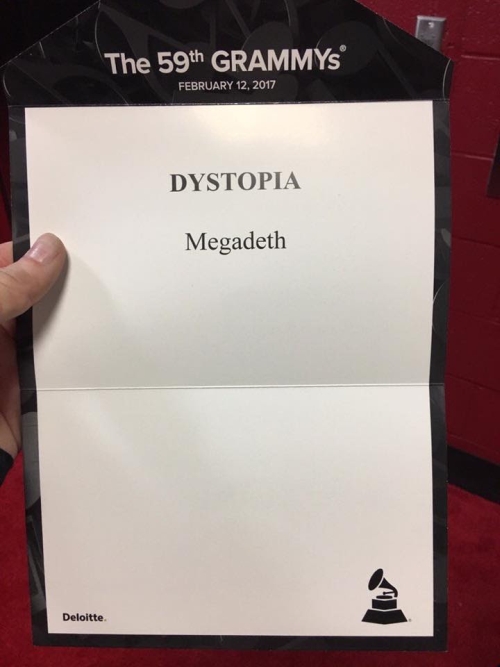 The 59th GRAMMYs®
FEBRUARY 12, 2017
DYSTOPIA
Megadeth
Deloitte.